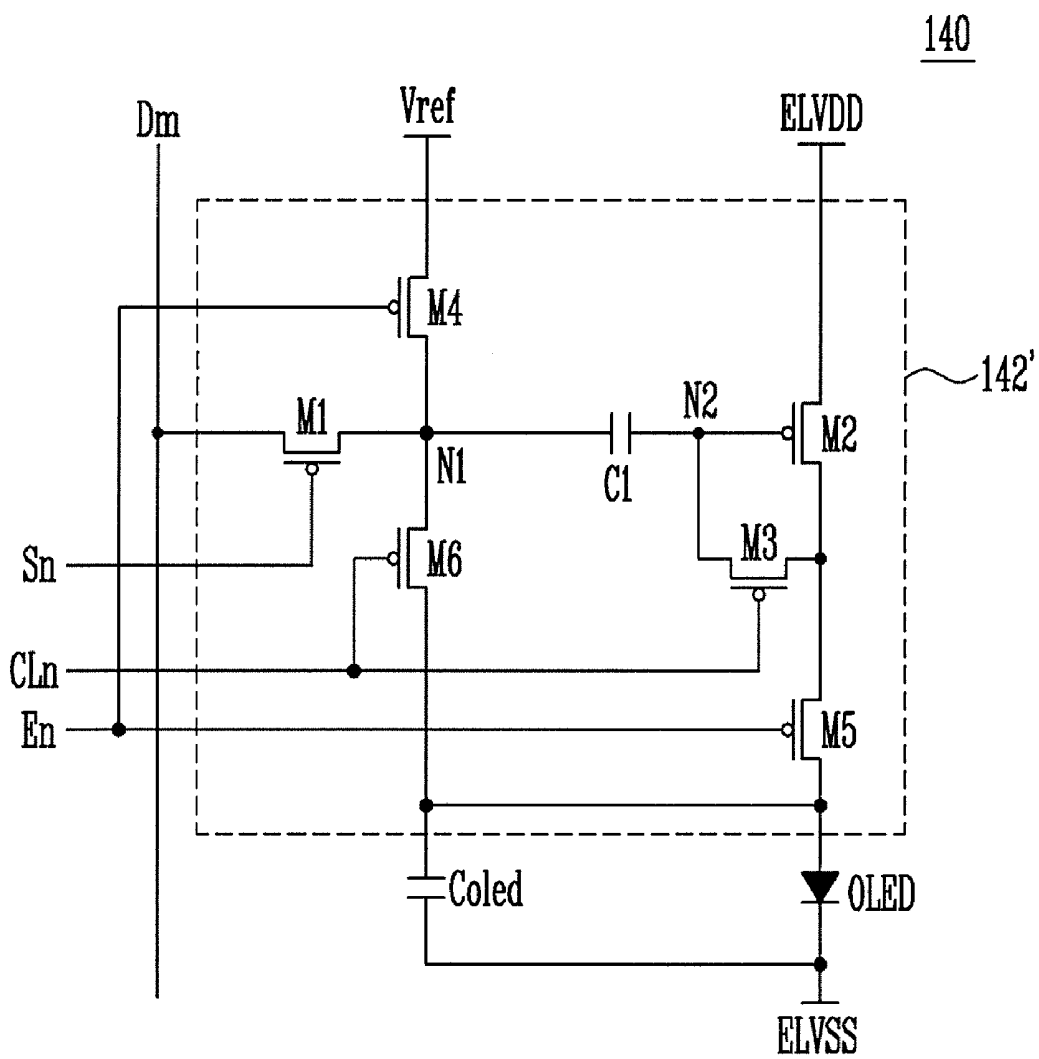 140
Dm
Vref
ELVDD
M4
142'
M1
N2
M2
N1
C1
M3
Sn
M6
CLn
En
M5
Coled
OLED
ELVSS